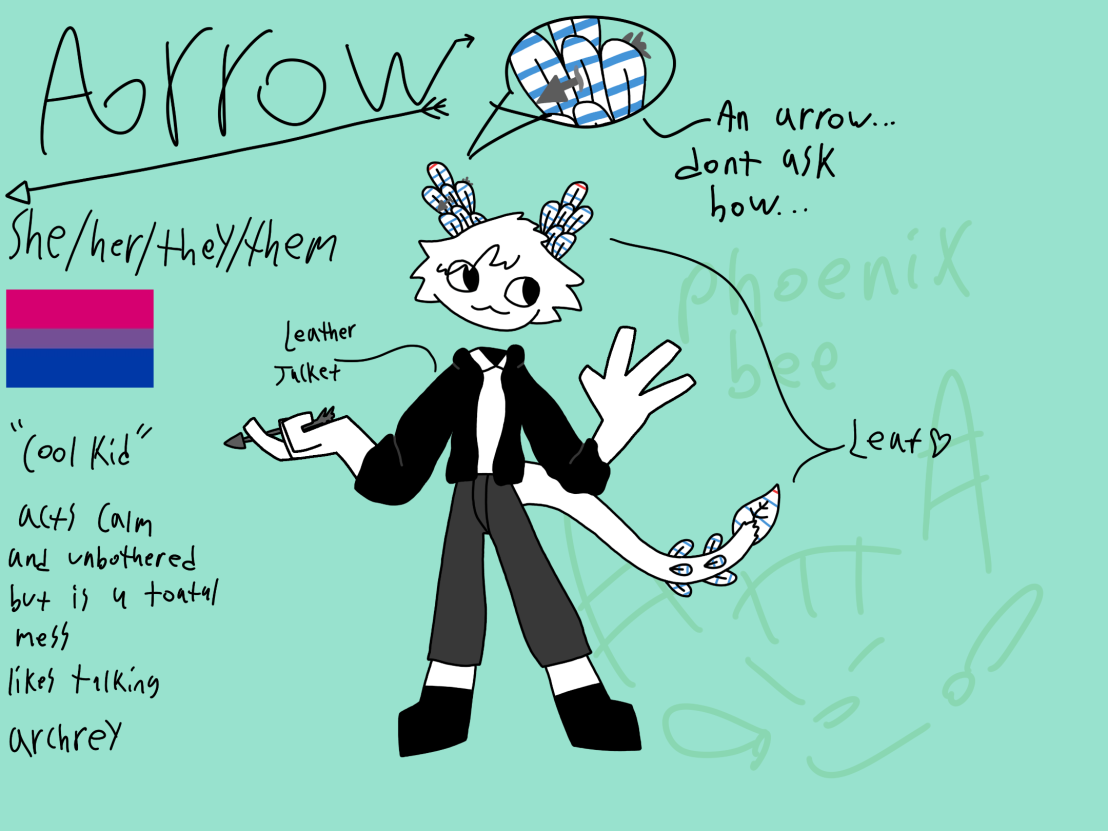 Arrow
An arrow...
dont ask
how...
She/her/they/them
phoenix
bee
Leather
Jacket
"Cool Kid"
Leaf♡
acts calm
and unbothered
but is a toatal
mess
likes talking
archrey